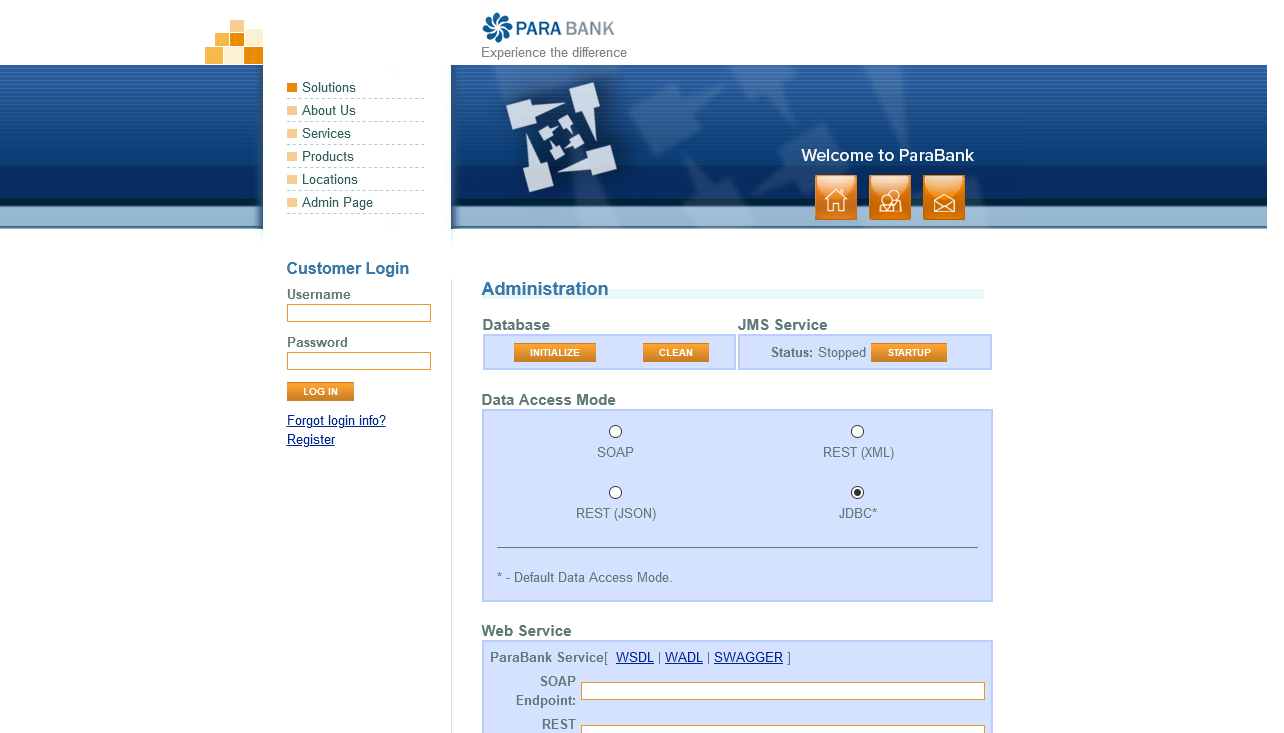 PARA BANK
Experience the difference
Solutions
About Us
Services
Products
Locations
Admin Page
Welcome to ParaBank
Customer Login
Username
Password
LOG IN
Forgot login info?
Register
Administration
Database
JMS Service
INITIALIZE CLEAN
Status: Stopped STARTUP
Data Access Mode
SOAP REST (XML)
REST (JSON) JDBC*
* - Default Data Access Mode.
Web Service
ParaBank Service[ WSDL | WADL | SWAGGER ]
SOAP
Endpoint:
REST